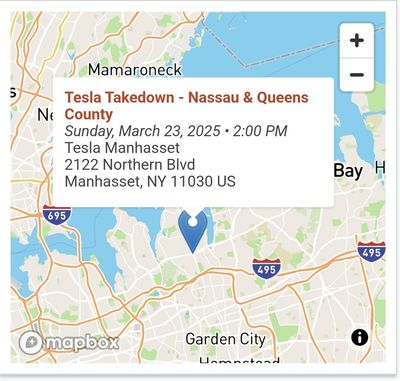 +
−
Mamaroneck
Tesla Takedown - Nassau & Queens
County
Sunday, March 23, 2025 • 2:00 PM
Tesla Manhasset
2122 Northern Blvd
Manhasset, NY 11030 US
s
Ne
Bay
H
695
495
495
Garden City
Hempstead
mapbox
i